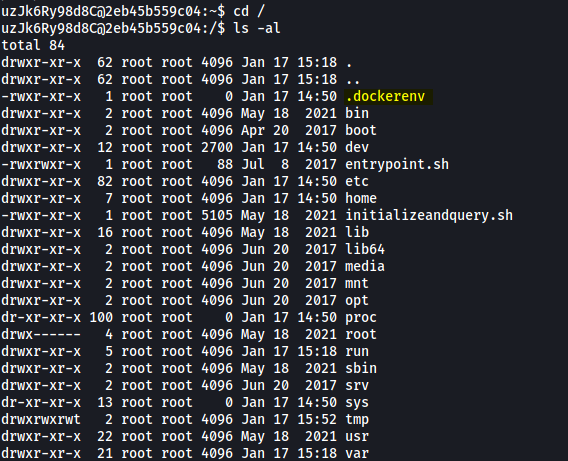 uzJk6Ry98d8C@2eb45b559c04:~$ cd /
uzJk6Ry98d8C@2eb45b559c04:/$ ls -al
total 84
drwxr-xr-x  62 root root 4096 Jan 17 15:18 .
drwxr-xr-x  62 root root 4096 Jan 17 15:18 ..
-rwxr-xr-x   1 root root    0 Jan 17 14:50 .dockerenv
drwxr-xr-x   2 root root 4096 May 18  2021 bin
drwxr-xr-x   2 root root 4096 Apr 20  2017 boot
drwxr-xr-x  12 root root 2700 Jan 17 14:50 dev
-rwxrwxr-x   1 root root   88 Jul  8  2017 entrypoint.sh
drwxr-xr-x  82 root root 4096 Jan 17 14:50 etc
drwxr-xr-x   7 root root 4096 Jan 17 14:50 home
-rwxr-xr-x   1 root root 5105 May 18  2021 initializeandquery.sh
drwxr-xr-x  16 root root 4096 May 18  2021 lib
drwxr-xr-x   2 root root 4096 Jun 20  2017 lib64
drwxr-xr-x   2 root root 4096 Jun 20  2017 media
drwxr-xr-x   2 root root 4096 Jun 20  2017 mnt
drwxr-xr-x   2 root root 4096 Jun 20  2017 opt
dr-xr-xr-x 100 root root    0 Jan 17 14:50 proc
drwx------   4 root root 4096 May 18  2021 root
drwxr-xr-x   5 root root 4096 Jan 17 15:18 run
drwxr-xr-x   2 root root 4096 May 18  2021 sbin
drwxr-xr-x   2 root root 4096 Jun 20  2017 srv
dr-xr-xr-x  13 root root    0 Jan 17 14:50 sys
drwxrwxrwt   2 root root 4096 Jan 17 15:52 tmp
drwxr-xr-x  22 root root 4096 May 18  2021 usr
drwxr-xr-x  21 root root 4096 Jan 17 15:18 var